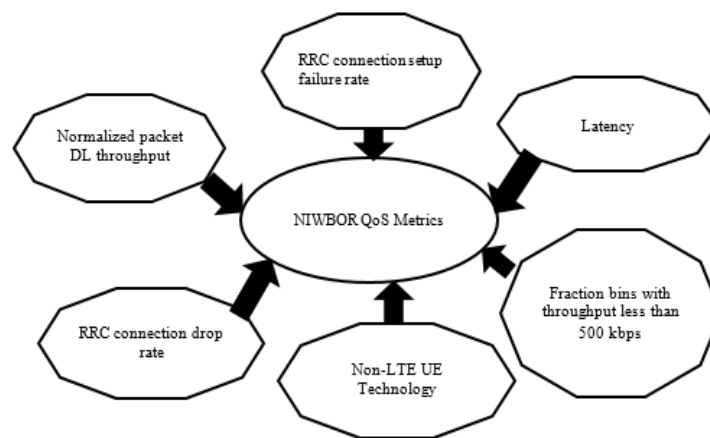 RRC connection setup
failure rate
Normalized packet
DL throughput
Latency
NIWBOR QoS Metrics
Fraction bins with
throughput less than
500 kbps
RRC connection drop
rate
Non-LTE UE
Technology